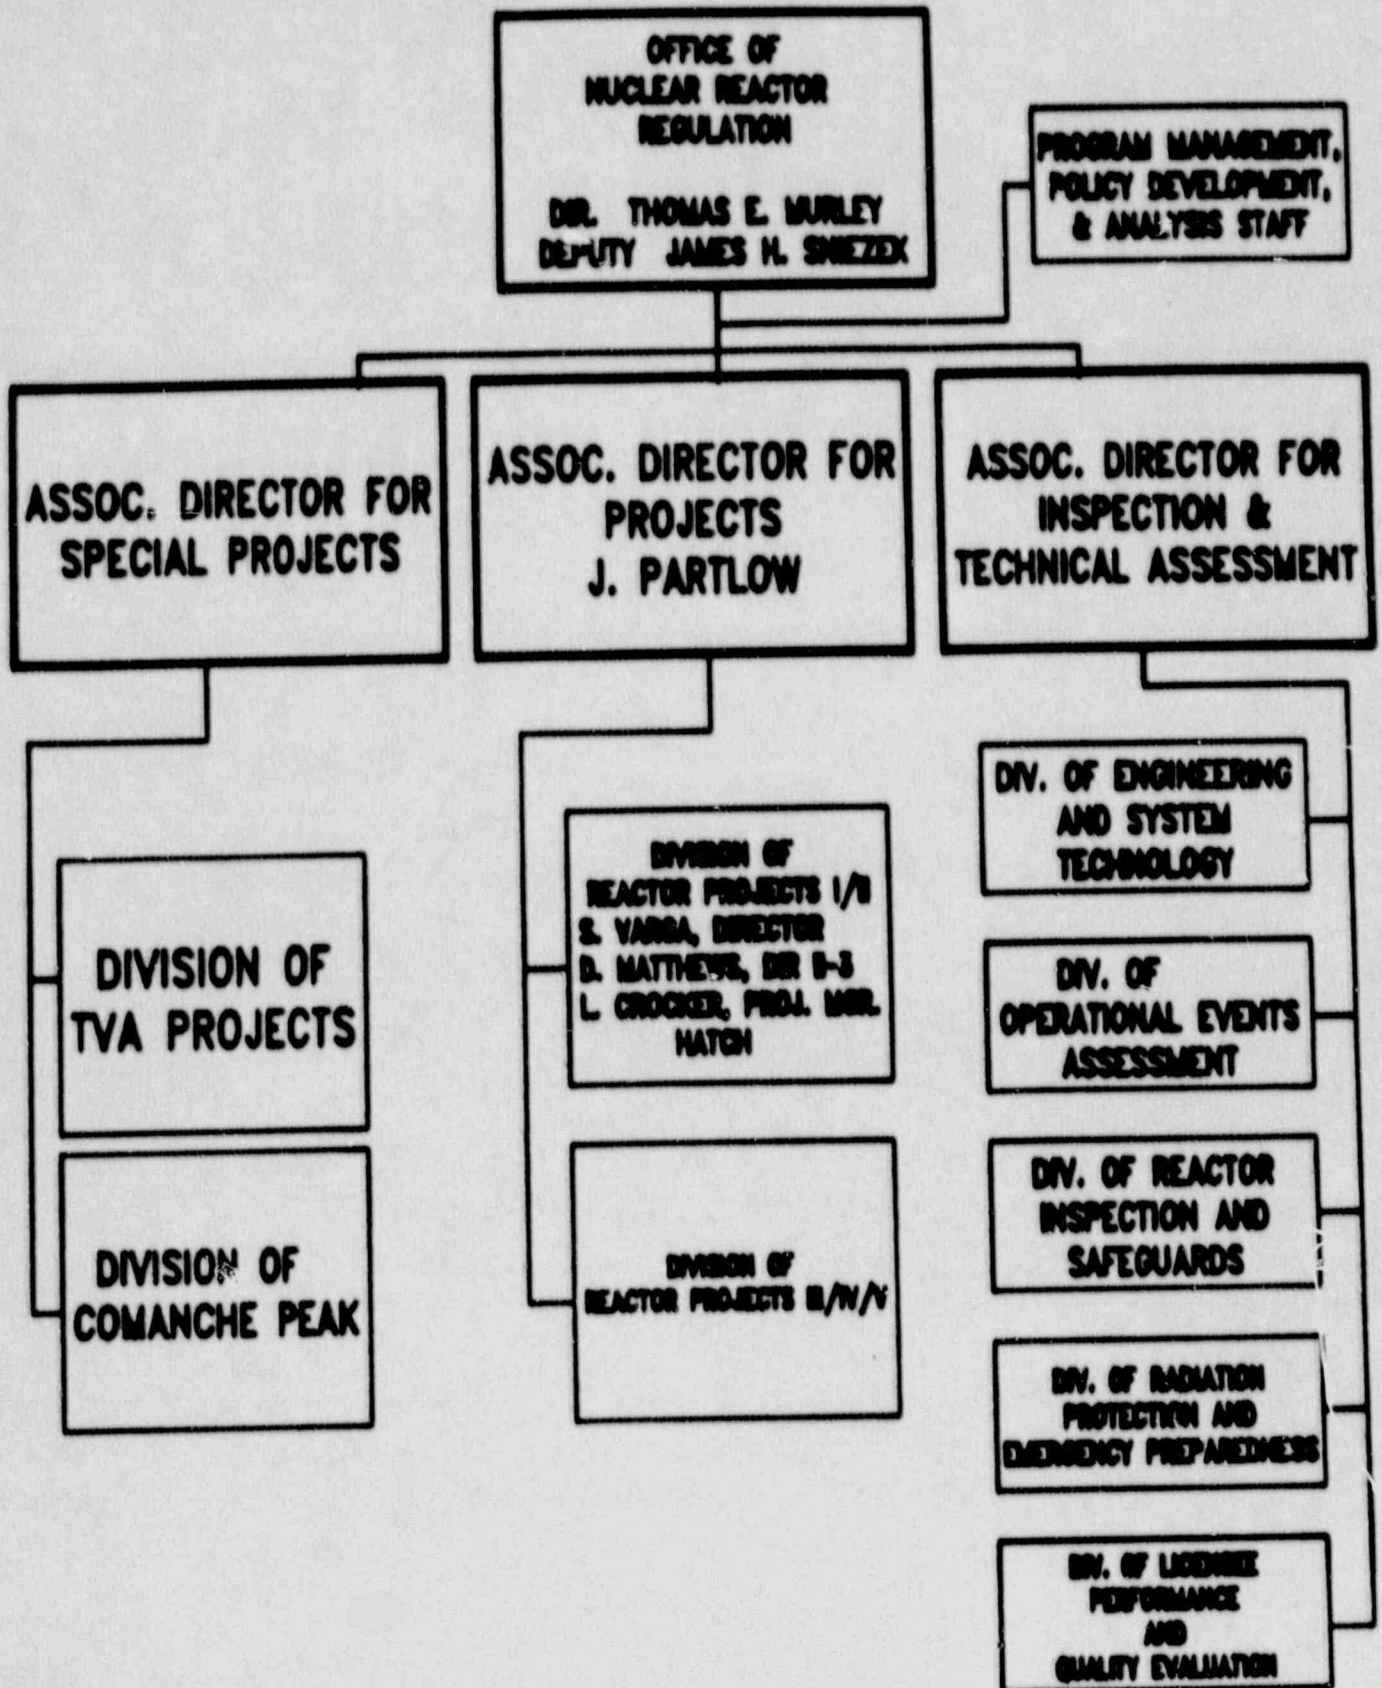 OFFICE OF
NUCLEAR REACTOR
REGULATION
DIR. THOMAS E. MURLEY
DEPUTY JAMES H. SNIEZEK
PROGRAM MANAGEMENT,
POLICY DEVELOPMENT,
& ANALYSIS STAFF
ASSOC. DIRECTOR FOR
SPECIAL PROJECTS
ASSOC. DIRECTOR FOR
PROJECTS
J. PARTLOW
ASSOC. DIRECTOR FOR
INSPECTION &
TECHNICAL ASSESSMENT
DIVISION OF
TVA PROJECTS
DIVISION OF
COMANCHE PEAK
DIVISION OF
REACTOR PROJECTS I/II
S. VARGA, DIRECTOR
D. MATTHEWS, DIR II-3
L. CROCKER, PROJ. MGR.
HATCH
DIVISION OF
REACTOR PROJECTS III/IV/V
DIV. OF ENGINEERING
AND SYSTEM
TECHNOLOGY
DIV. OF
OPERATIONAL EVENTS
ASSESSMENT
DIV. OF REACTOR
INSPECTION AND
SAFEGUARDS
DIV. OF RADIATION
PROTECTION AND
EMERGENCY PREPAREDNESS
DIV. OF LICENSEE
PERFORMANCE
AND
QUALITY EVALUATION